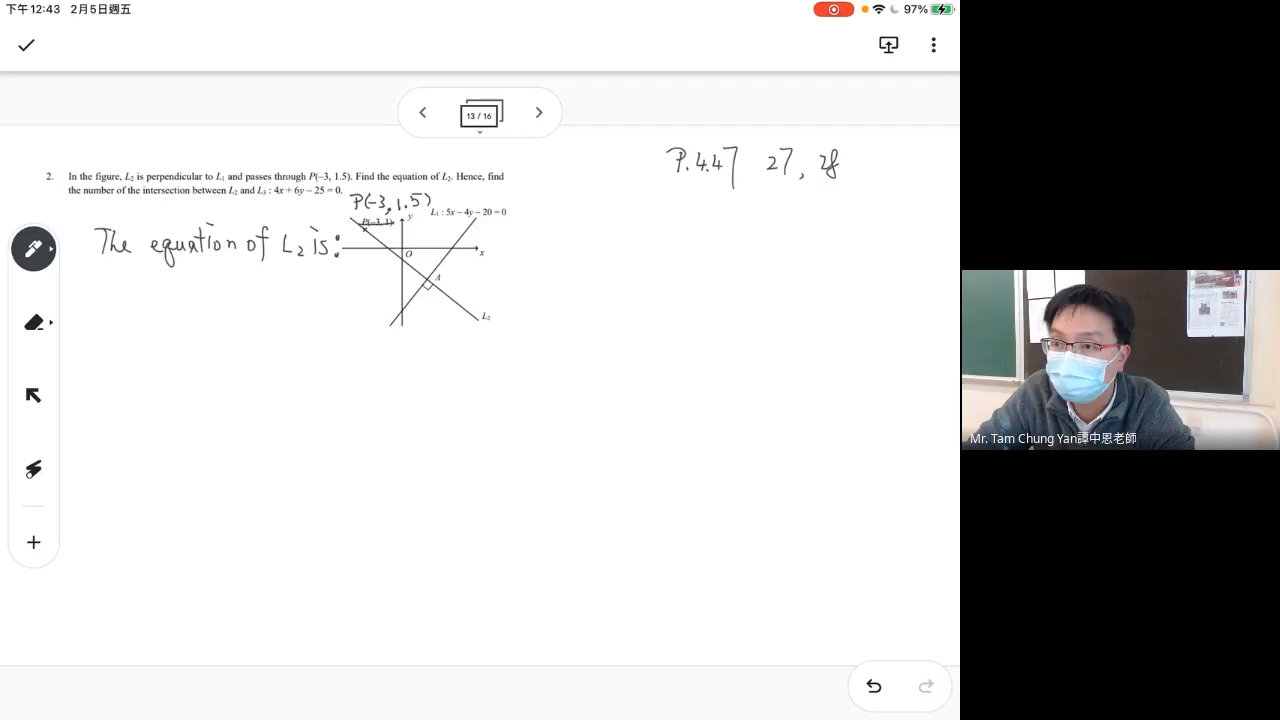 下午12:43 2月5日週五
97%
13 / 16
P.4.47 27, 28
2. In the figure, L₂ is perpendicular to L₁ and passes through P(−3, 1.5). Find the equation of L₂. Hence, find
the number of the intersection between L₂ and L₃ : 4x + 6y − 25 = 0.
P(−3, 1.5)
L₁ : 5x − 4y − 20 = 0
y
P(−3, 1)
The equation of L₂ is:
O
x
A
L₂
Mr. Tam Chung Yan譚中恩老師